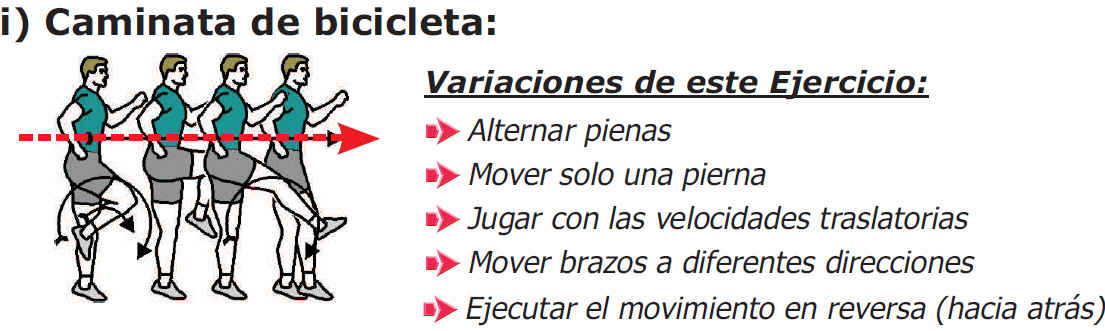 i) Caminata de bicicleta:
Variaciones de este Ejercicio:
Alternar pienas
Mover solo una pierna
Jugar con las velocidades traslatorias
Mover brazos a diferentes direcciones
Ejecutar el movimiento en reversa (hacia atrás)